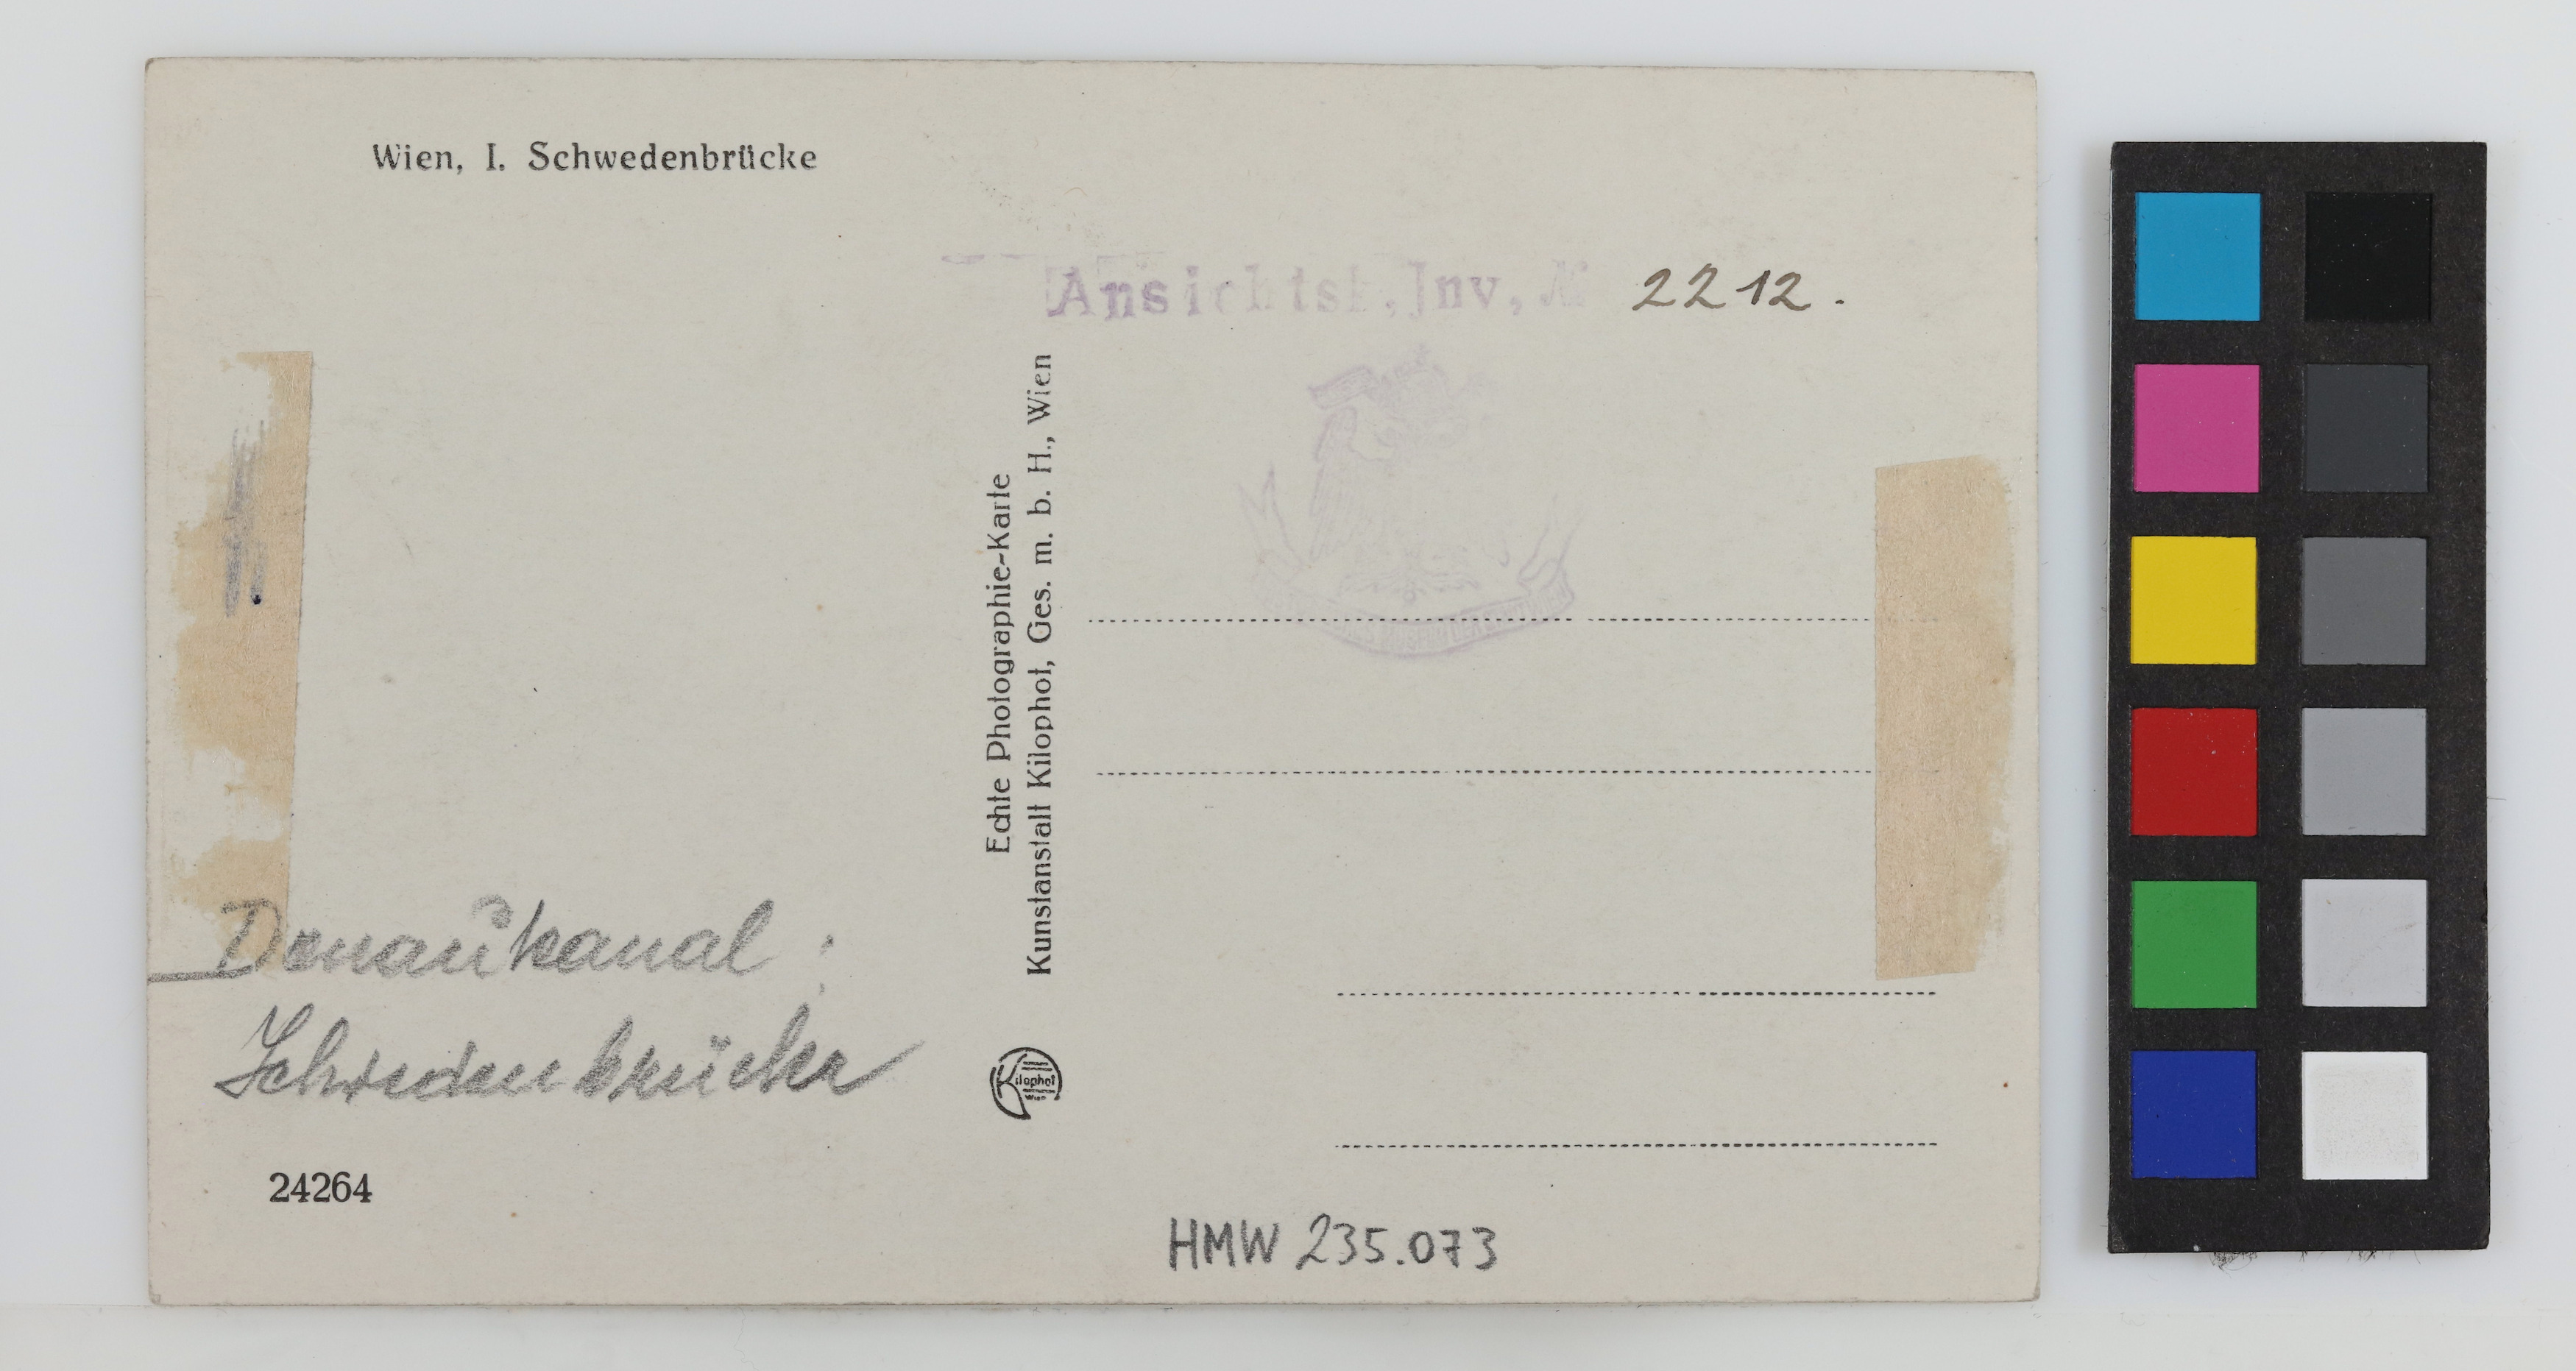 Wien, I. Schwedenbrücke
Ansichtsk, Inv, № 2212.
Echte Photographie-Karte
Kunstanstalt Kilophot, Ges. m. b. H., Wien
Donaukanal :
Schwedenbrücke
Kilophot
24264
HMW 235.073